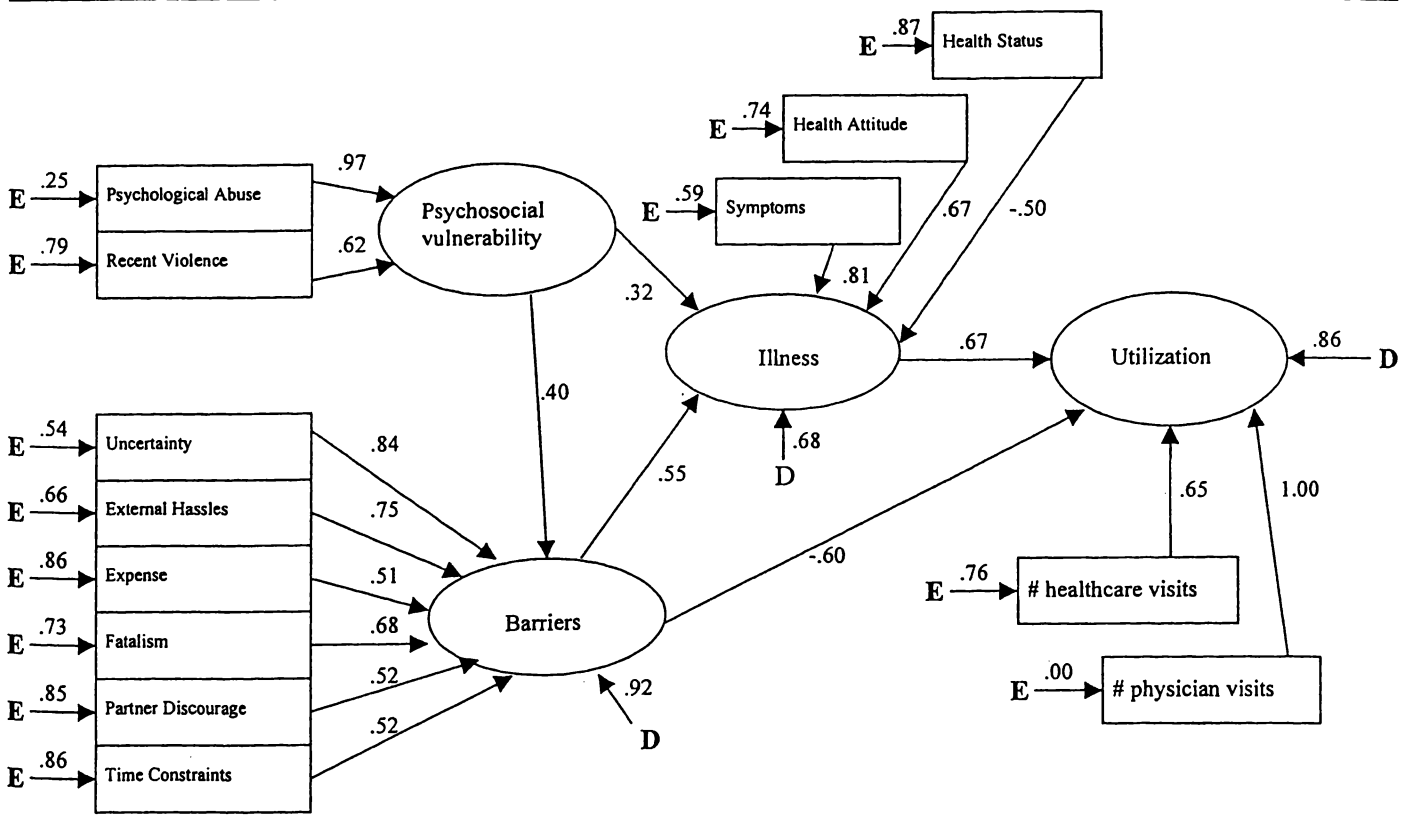 .87
E
Health Status
.74
E
Health Attitude
.59
E
Symptoms
.67
-.50
.81
.25
E
Psychological Abuse
.97
.79
E
Recent Violence
.62
Psychosocial
vulnerability
.32
.40
Illness
.67
Utilization
.86
D
.68
D
.55
-.60
.54
E
Uncertainty
.84
.66
E
External Hassles
.75
.86
E
Expense
.51
.73
E
Fatalism
.68
.85
E
Partner Discourage
.52
.86
E
Time Constraints
.52
Barriers
.92
D
.65
1.00
.76
E
# healthcare visits
.00
E
# physician visits